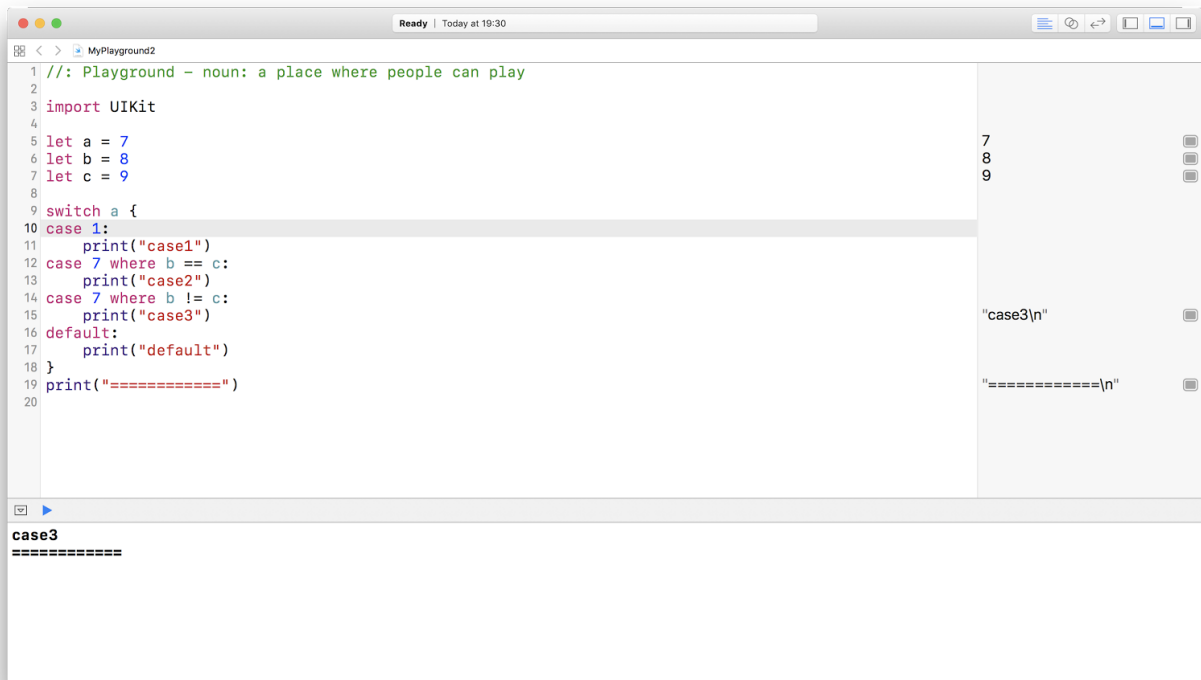 Ready | Today at 19:30
MyPlayground2
1 //: Playground – noun: a place where people can play
2
3 import UIKit
4
5 let a = 7
6 let b = 8
7 let c = 9
8
9 switch a {
10 case 1:
11     print("case1")
12 case 7 where b == c:
13     print("case2")
14 case 7 where b != c:
15     print("case3")
16 default:
17     print("default")
18 }
19 print("============")
20
7
8
9
"case3\n"
"============\n"
case3
============